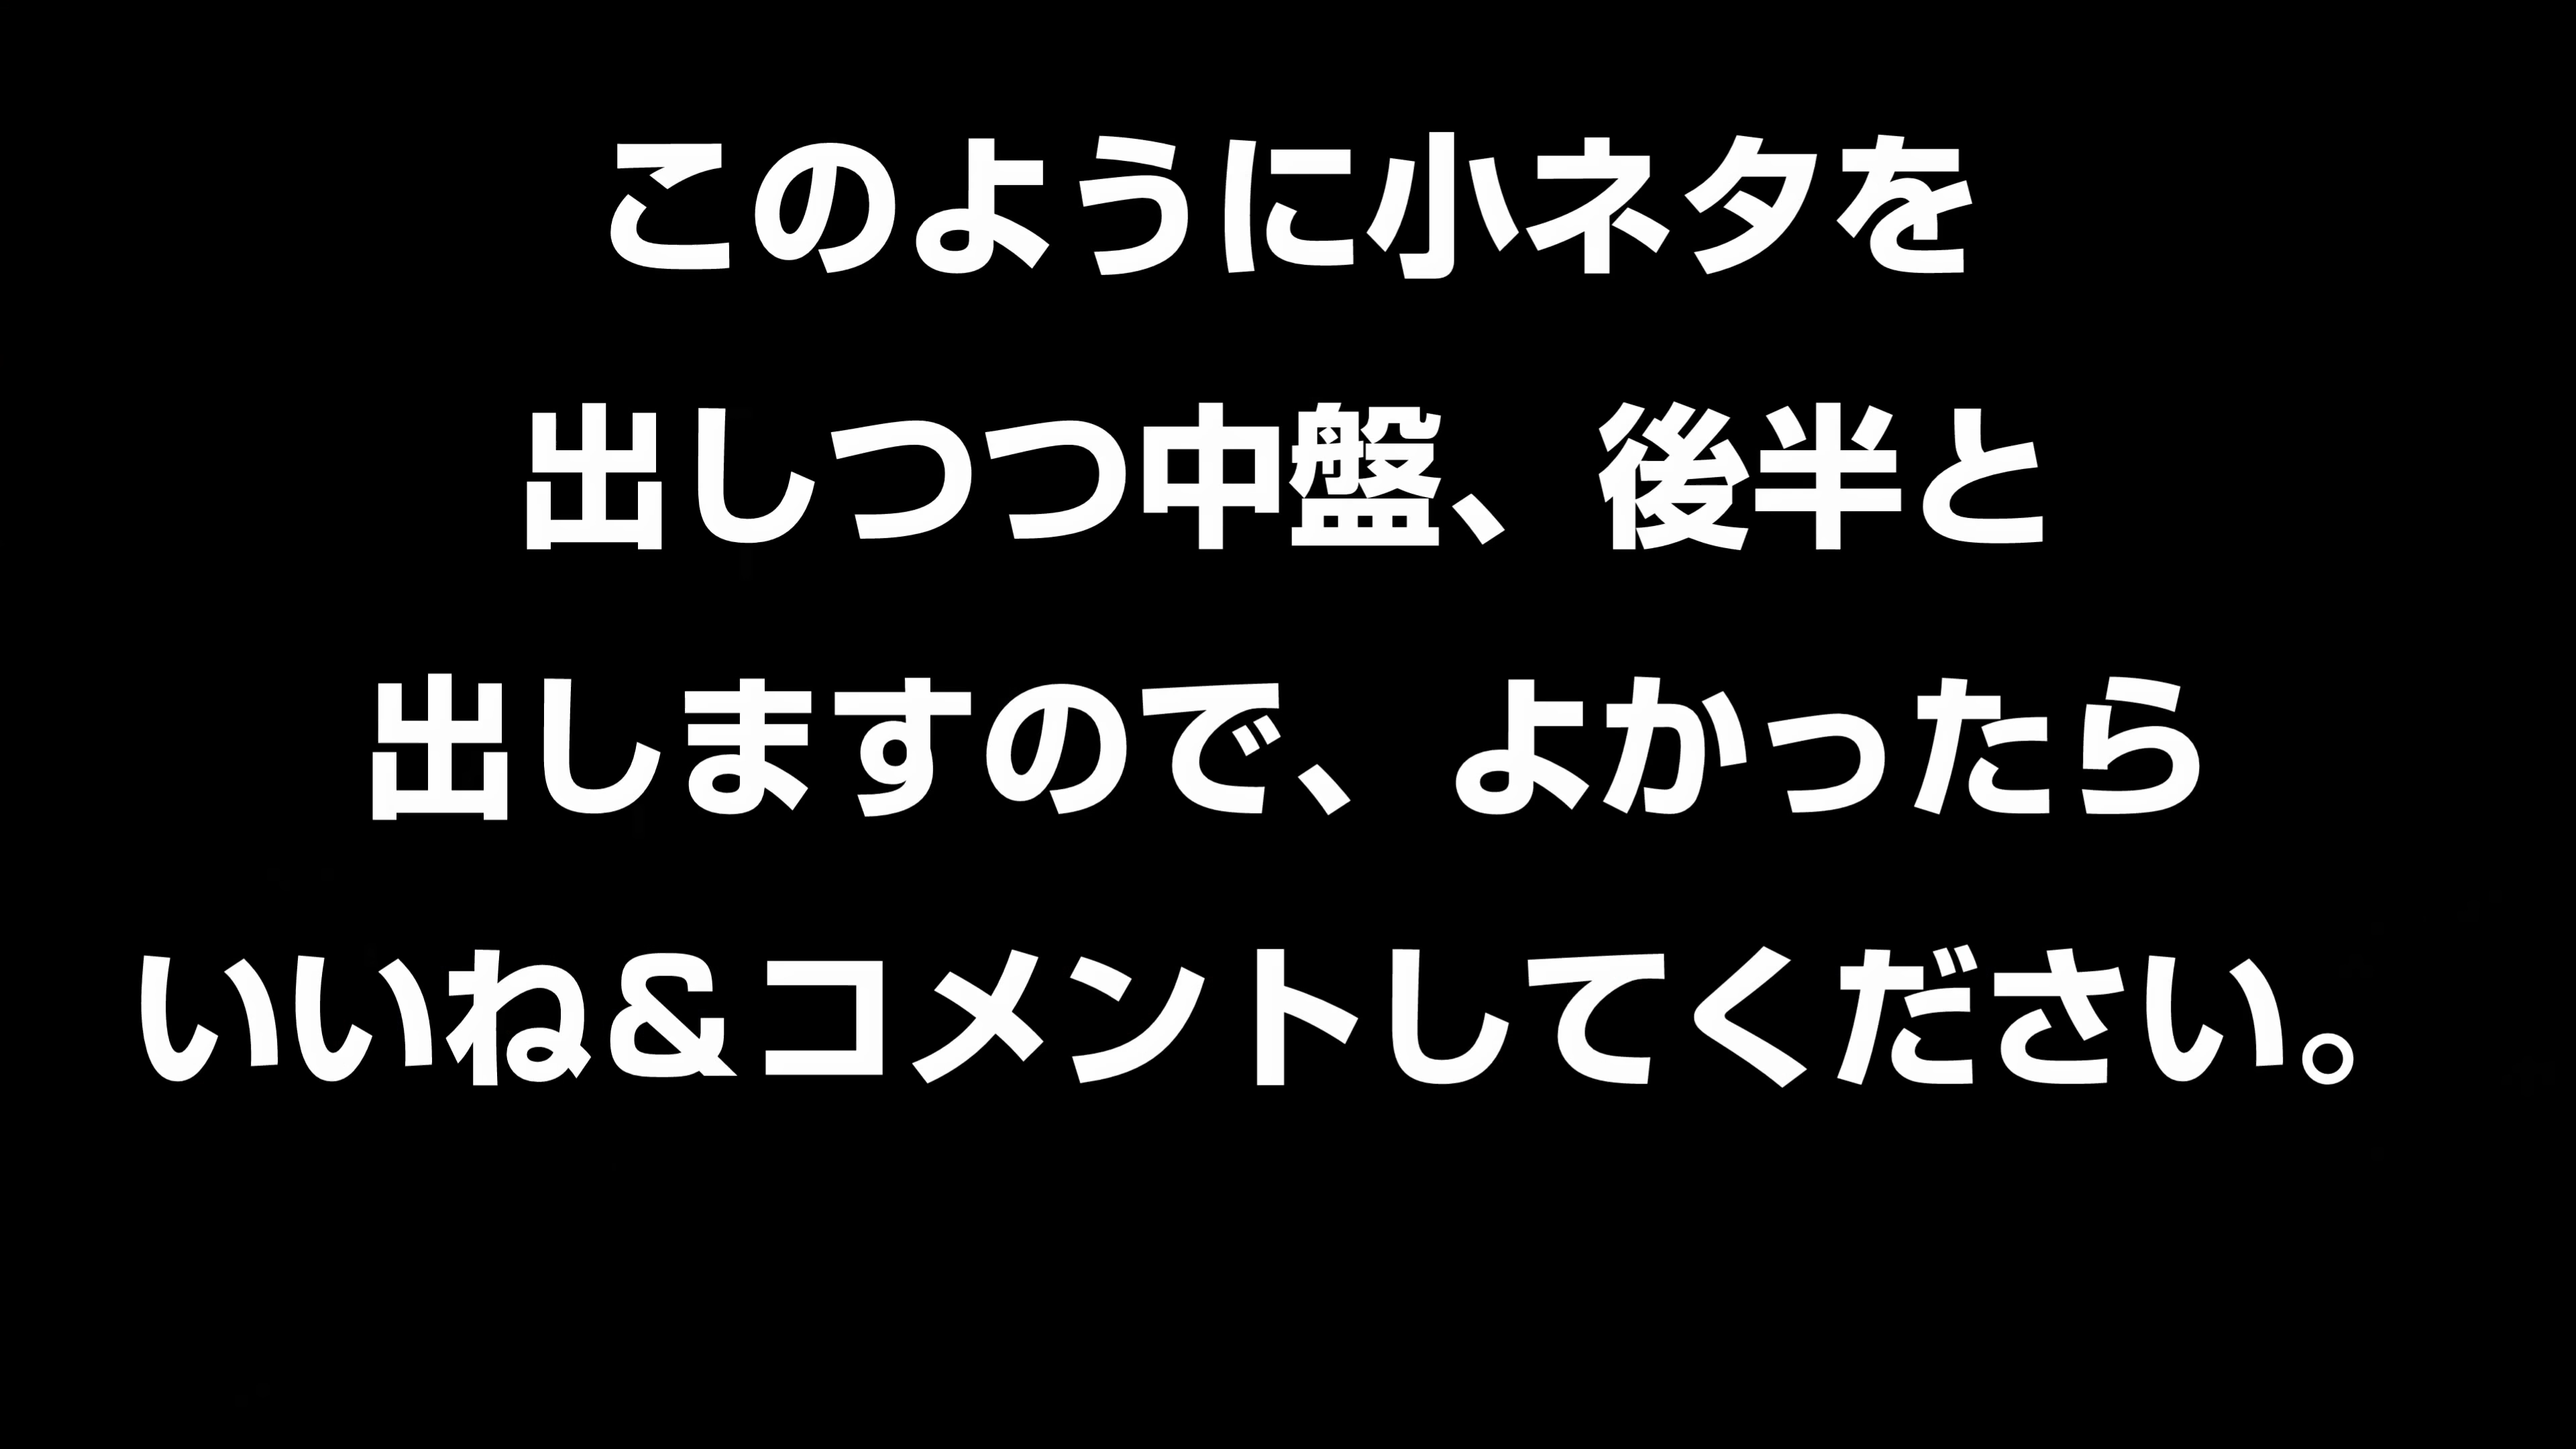 このように小ネタを
出しつつ中盤、後半と
出しますので、よかったら
いいね&コメントしてください。